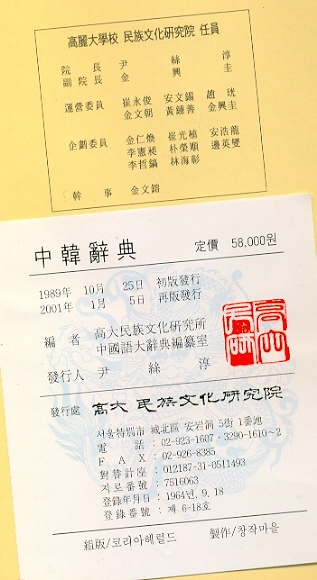 高麗大學校 民族文化研究院 任員
院長 尹絲淳
副院長 金興圭
運營委員 崔永俊 安文錫 趙珖
金文朝 黃鍾善 金興圭
企劃委員 金仁煥 崔光植 安浩龍
李憲昶 朴榮順 邊英燮
李哲鎬 林海彰
幹事 金文鎔
中韓辭典 定價 58,000원
1989年 10月 25日 初版發行
2001年 1月 5日 再版發行
編者 高大民族文化研究所
中國語大辭典編纂室
發行人 尹絲淳
發行處 高大 民族文化研究院
서울特別市 城北區 安岩洞 5街 1番地
電話 : 02-923-1607・3290-1610~2
FAX : 02-926-8385
對替計座 : 012187-31-0511493
지로番號 : 7516063
登錄年月日 : 1964년. 9. 18
登錄番號 : 제 6-18호
組版/코리아헤럴드 製作/창작마을